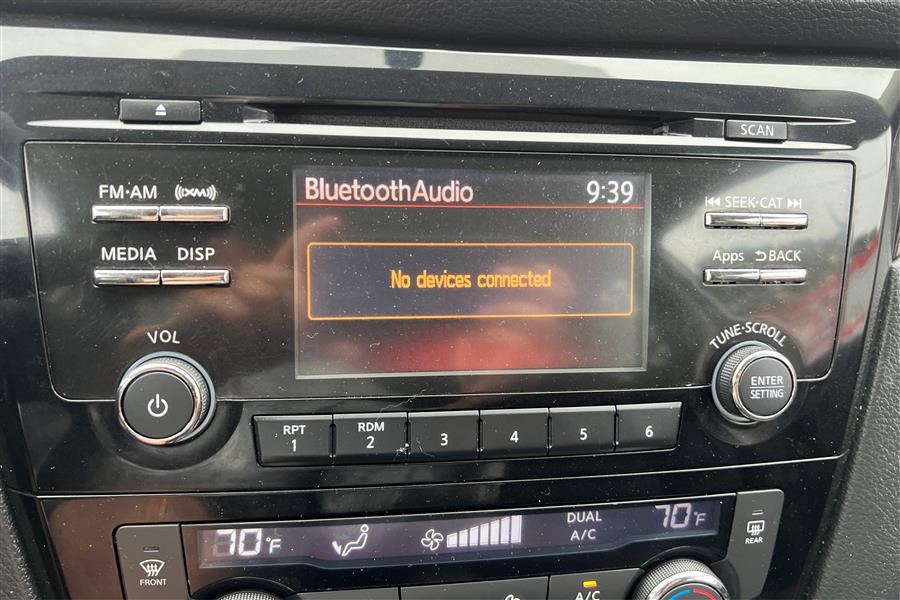 SCAN
FM·AM
((XM))
BluetoothAudio 9:39
SEEK·CAT
MEDIA DISP
No devices connected
Apps BACK
VOL
TUNE·SCROLL
ENTER
SETTING
RPT
1
RDM
2
3
4
5
6
70°F
DUAL
A/C
70°F
FRONT
REAR
A/C